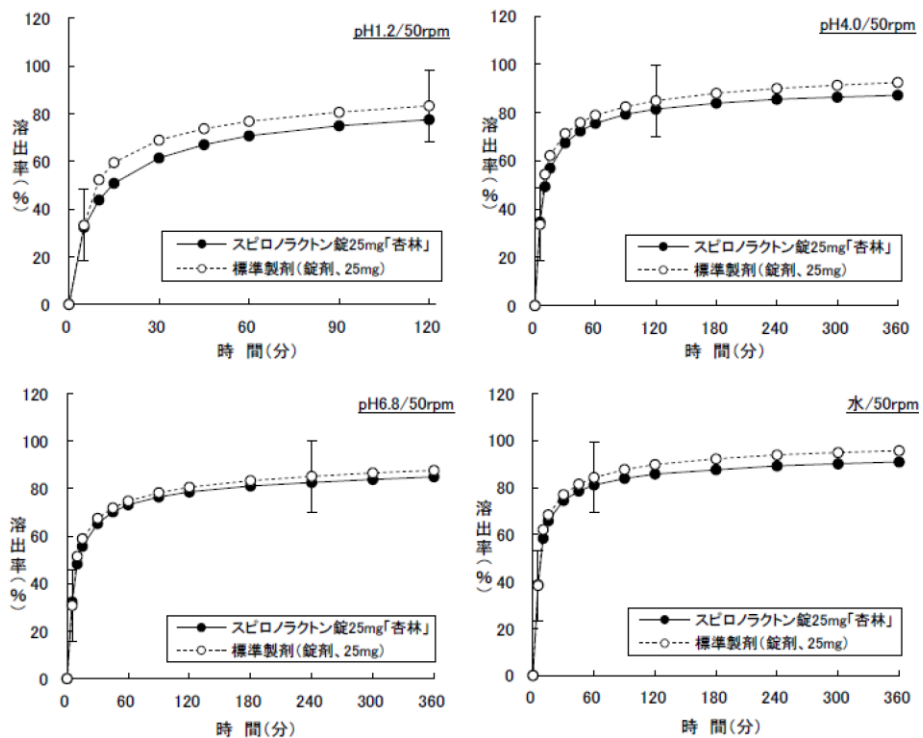 pH1.2/50rpm
120
100
80
60
40
20
0
溶出率(%)
スピロノラクトン錠25mg「杏林」
標準製剤(錠剤、25mg)
0 30 60 90 120
時 間(分)
pH4.0/50rpm
120
100
80
60
40
20
0
溶出率(%)
スピロノラクトン錠25mg「杏林」
標準製剤(錠剤、25mg)
0 60 120 180 240 300 360
時 間(分)
pH6.8/50rpm
120
100
80
60
40
20
0
溶出率(%)
スピロノラクトン錠25mg「杏林」
標準製剤(錠剤、25mg)
0 60 120 180 240 300 360
時 間(分)
水/50rpm
120
100
80
60
40
20
0
溶出率(%)
スピロノラクトン錠25mg「杏林」
標準製剤(錠剤、25mg)
0 60 120 180 240 300 360
時 間(分)